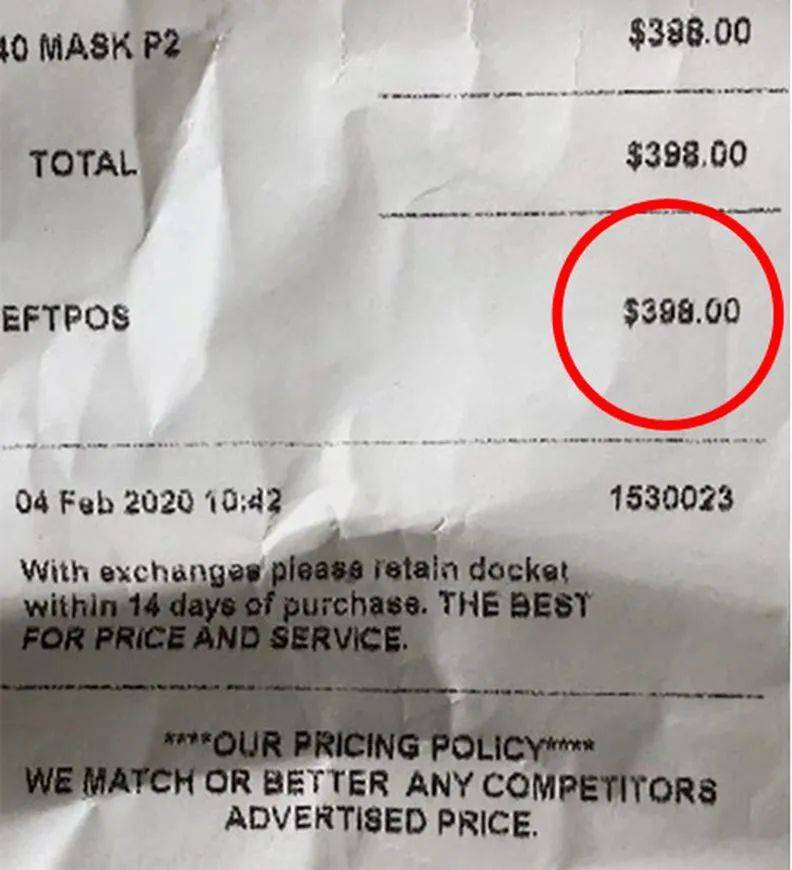 40 MASK P2 $398.00
TOTAL $398.00
EFTPOS $398.00
04 Feb 2020 10:42 1530023
With exchanges please retain docket
within 14 days of purchase. THE BEST
FOR PRICE AND SERVICE.
****OUR PRICING POLICY****
WE MATCH OR BETTER ANY COMPETITORS
ADVERTISED PRICE.